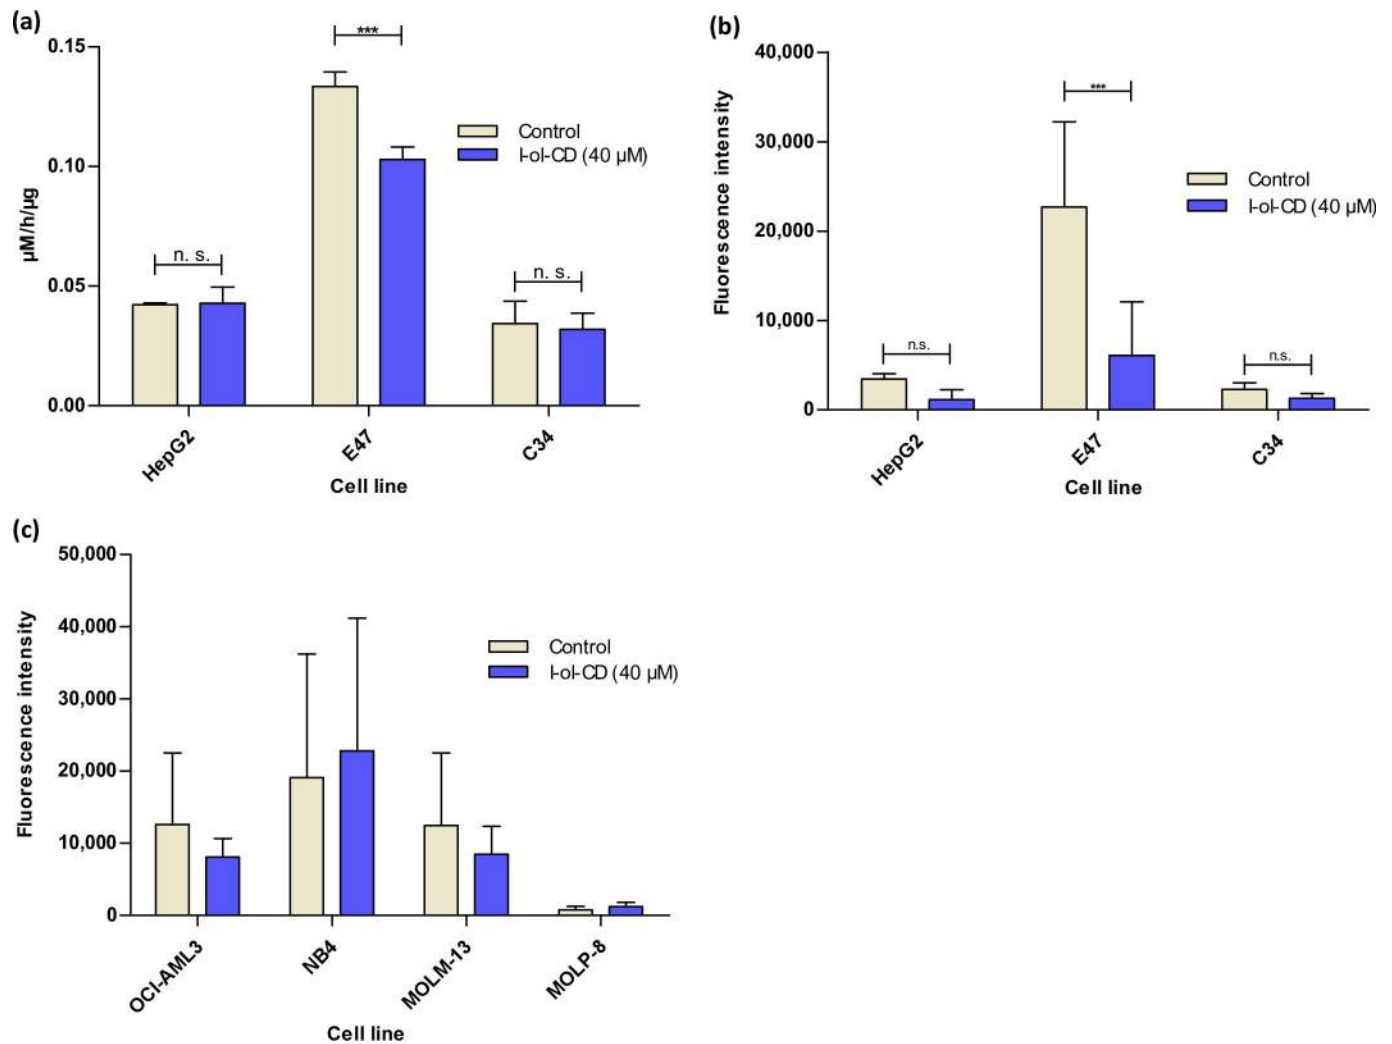 (a)
0.15
***
Control
I-ol-CD (40 µM)
0.10
µM/h/µg
n. s.
n. s.
0.05
0.00
HepG2
E47
C34
Cell line
(b)
40,000
***
Fluorescence intensity
30,000
Control
I-ol-CD (40 µM)
20,000
10,000
n.s.
n.s.
0
HepG2
E47
C34
Cell line
(c)
50,000
40,000
Control
I-ol-CD (40 µM)
Fluorescence intensity
30,000
20,000
10,000
0
OCI-AML3
NB4
MOLM-13
MOLP-8
Cell line